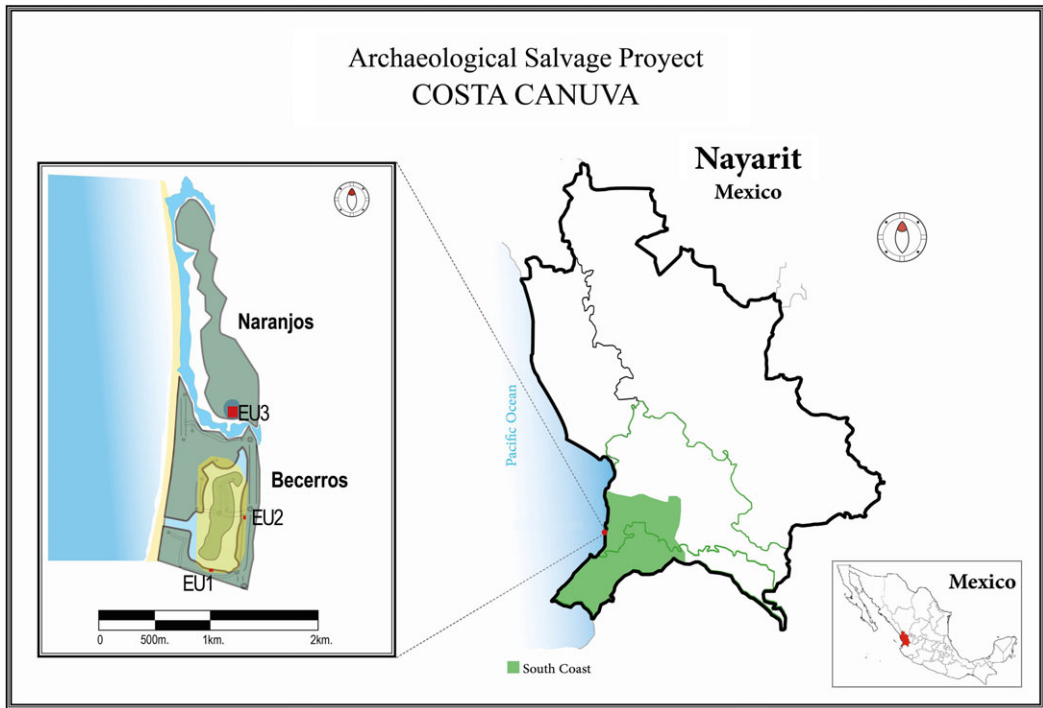 Archaeological Salvage Proyect
COSTA CANUVA
Nayarit
Mexico
Naranjos
EU3
Becerros
EU2
EU1
0
500m.
1km.
2km.
Pacific Ocean
South Coast
Mexico